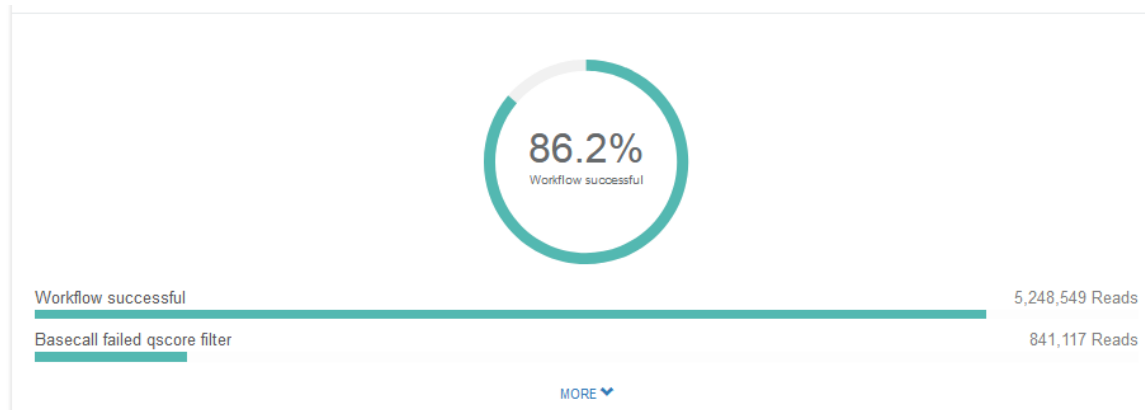 86.2%
Workflow successful
Workflow successful 5,248,549 Reads
Basecall failed qscore filter 841,117 Reads
MORE